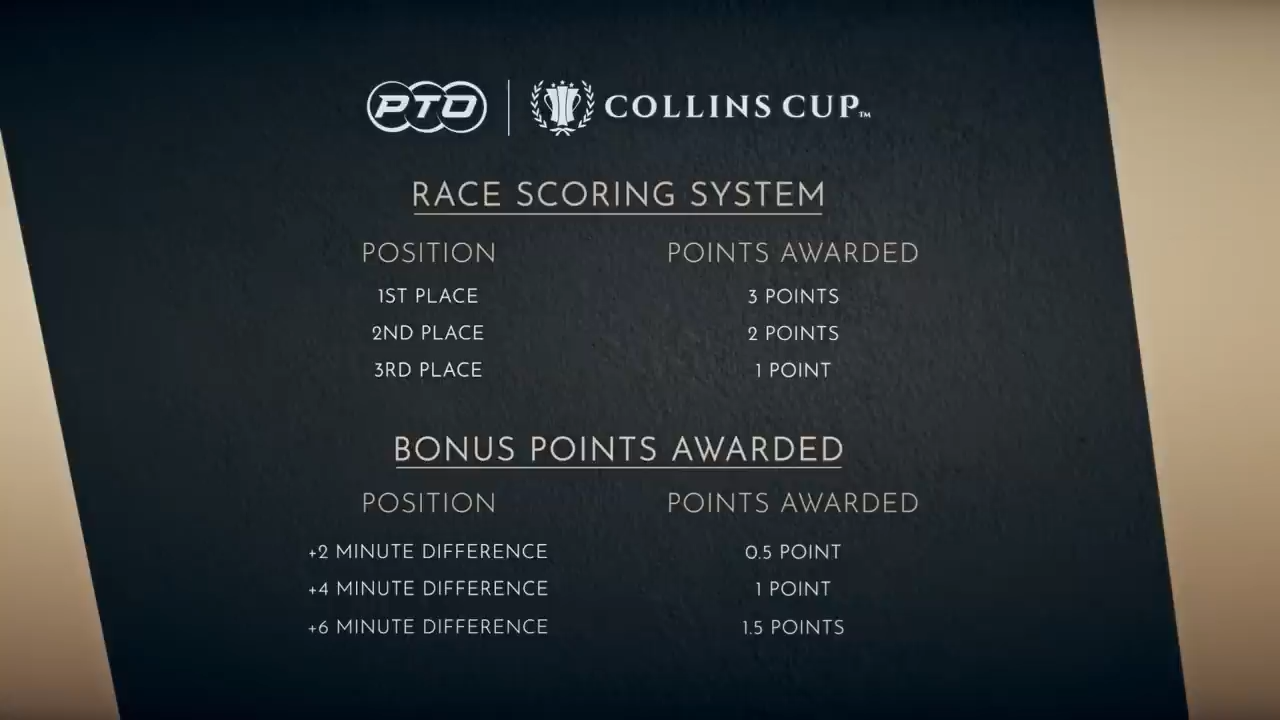 PTO | COLLINS CUP™
RACE SCORING SYSTEM
POSITION POINTS AWARDED
1ST PLACE 3 POINTS
2ND PLACE 2 POINTS
3RD PLACE 1 POINT
BONUS POINTS AWARDED
POSITION POINTS AWARDED
+2 MINUTE DIFFERENCE 0.5 POINT
+4 MINUTE DIFFERENCE 1 POINT
+6 MINUTE DIFFERENCE 1.5 POINTS